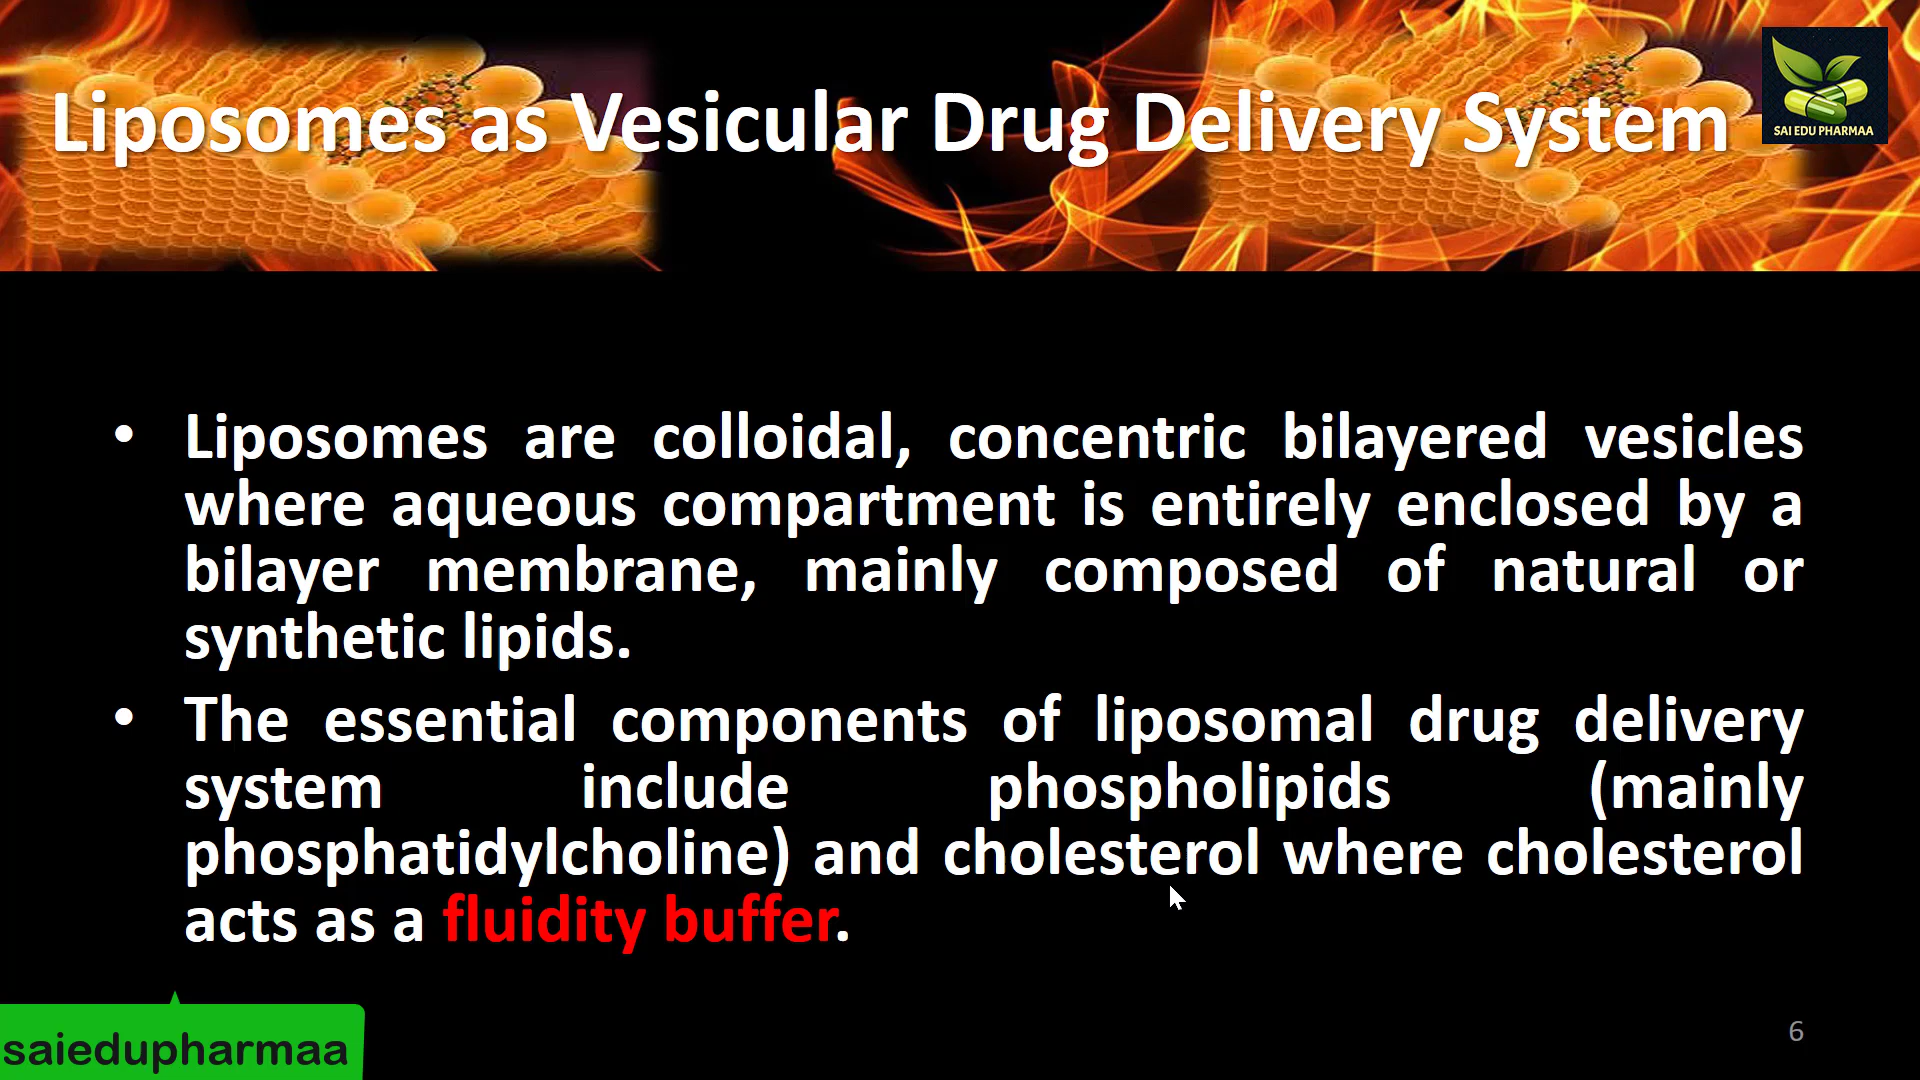 Liposomes as Vesicular Drug Delivery System
SAI EDU PHARMAA
• Liposomes are colloidal, concentric bilayered vesicles
where aqueous compartment is entirely enclosed by a
bilayer membrane, mainly composed of natural or
synthetic lipids.
• The essential components of liposomal drug delivery
system include phospholipids (mainly
phosphatidylcholine) and cholesterol where cholesterol
acts as a fluidity buffer.
saiedupharmaa
6